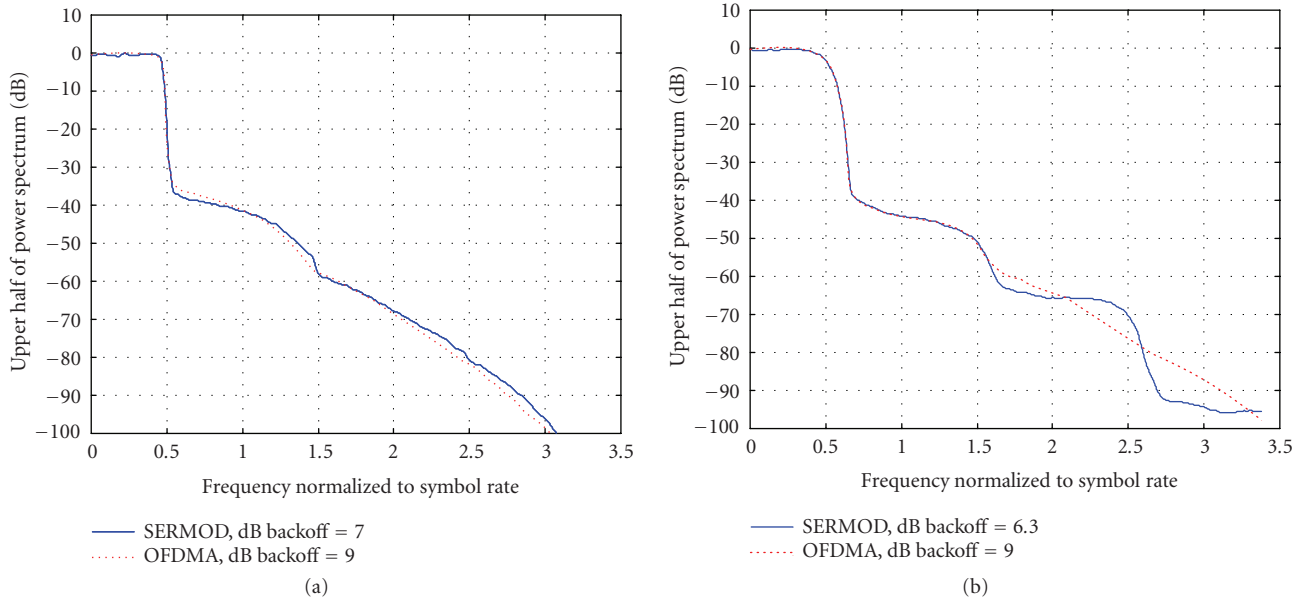 10
0
−10
−20
−30
−40
−50
−60
−70
−80
−90
−100
Upper half of power spectrum (dB)
0 0.5 1 1.5 2 2.5 3 3.5
Frequency normalized to symbol rate
SERMOD, dB backoff = 7
OFDMA, dB backoff = 9
(a)
10
0
−10
−20
−30
−40
−50
−60
−70
−80
−90
−100
Upper half of power spectrum (dB)
0 0.5 1 1.5 2 2.5 3 3.5
Frequency normalized to symbol rate
SERMOD, dB backoff = 6.3
OFDMA, dB backoff = 9
(b)